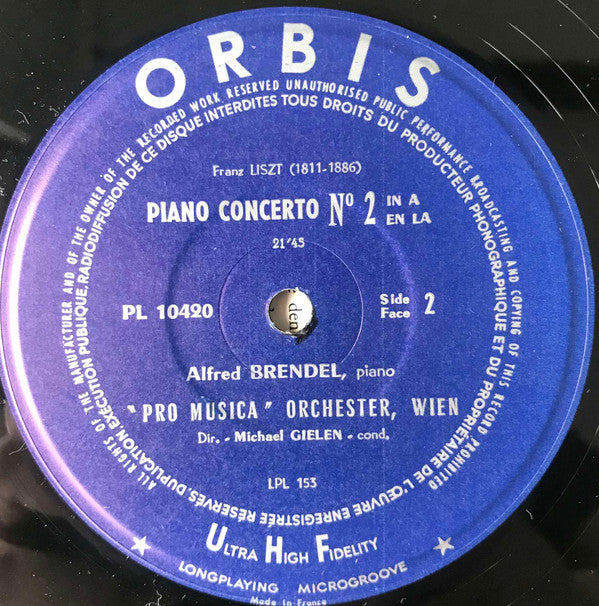 ORBIS
ALL RIGHTS OF THE MANUFACTURER AND OF THE OWNER OF THE RECORDED WORK RESERVED UNAUTHORISED PUBLIC PERFORMANCE BROADCASTING AND COPYING OF THIS RECORD PROHIBITED
TOUS DROITS DU PRODUCTEUR PHONOGRAPHIQUE ET DU PROPRIÉTAIRE DE L'ŒUVRE ENREGISTRÉE RÉSERVÉS DUPLICATION EXÉCUTION PUBLIQUE, RADIODIFFUSION DE CE DISQUE INTERDITES
Franz LISZT (1811-1886)
PIANO CONCERTO Nº 2 IN A
EN LA
21'45
PL 10420
Side 2
Face
den
Alfred BRENDEL, piano
"PRO MUSICA" ORCHESTER, WIEN
Dir. - Michael GIELEN - cond.
LPL 153
ULTRA HIGH FIDELITY
LONGPLAYING MICROGROOVE
Made in France